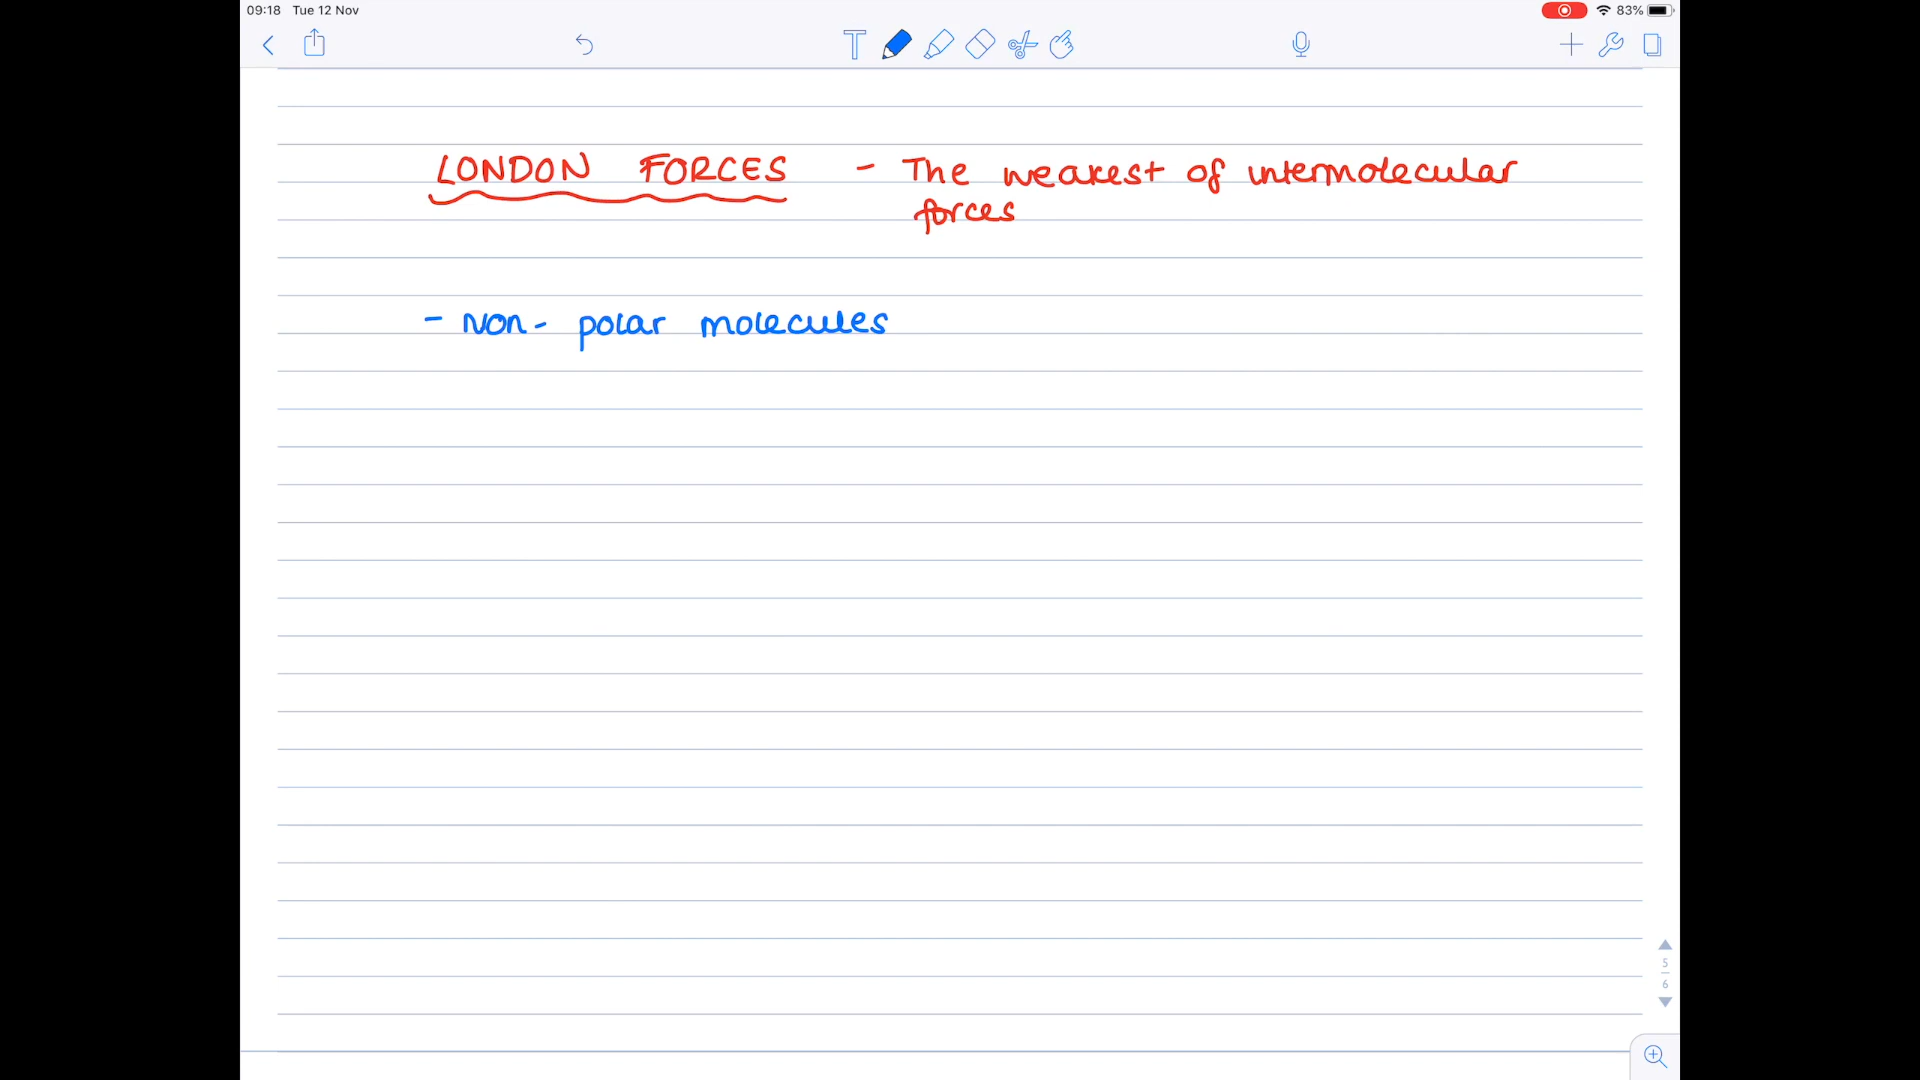 09:18 Tue 12 Nov
83%
T
LONDON FORCES - The weakest of intermolecular
forces
- Non- polar molecules
5
6